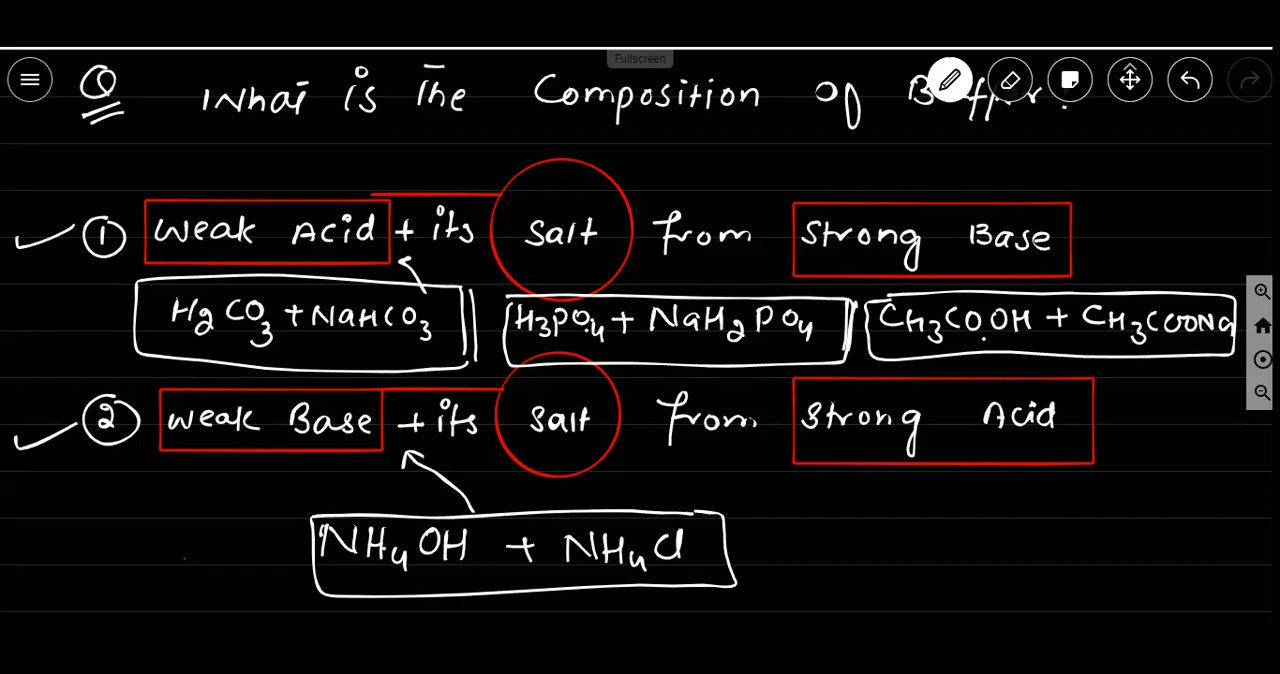 Fullscreen
Q What is The Composition of
① Weak Acid + its Salt from Strong Base
H2CO3 + NaHCO3 H3PO4 + NaH2PO4 CH3COOH + CH3COONa
② Weak Base + its Salt from Strong Acid
NH4OH + NH4Cl